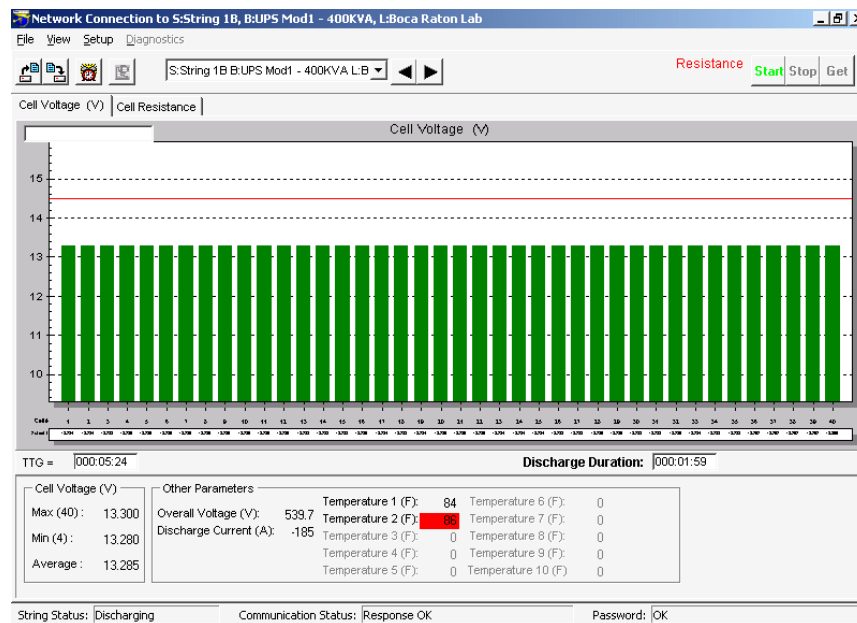 Network Connection to S:String 1B, B:UPS Mod1 - 400KVA, L:Boca Raton Lab
File View Setup Diagnostics
S:String 1B B:UPS Mod1 - 400KVA L:B
Resistance Start Stop Get
Cell Voltage (V) Cell Resistance
Cell Voltage (V)
15
14
13
12
11
10
Cell# 1 2 3 4 5 6 7 8 9 10 11 12 13 14 15 16 17 18 19 20 21 22 23 24 25 26 27 28 29 30 31 32 33 34 35 36 37 38 39 40
TTG = 000:05:24 Discharge Duration: 000:01:59
Cell Voltage (V) Other Parameters
Max (40) : 13.300
Min (4) : 13.280
Average : 13.285
Overall Voltage (V): 539.7
Discharge Current (A): -185
Temperature 1 (F): 84 Temperature 6 (F): 0
Temperature 2 (F): 86 Temperature 7 (F): 0
Temperature 3 (F): 0 Temperature 8 (F): 0
Temperature 4 (F): 0 Temperature 9 (F): 0
Temperature 5 (F): 0 Temperature 10 (F) 0
String Status: Discharging Communication Status: Response OK Password: OK